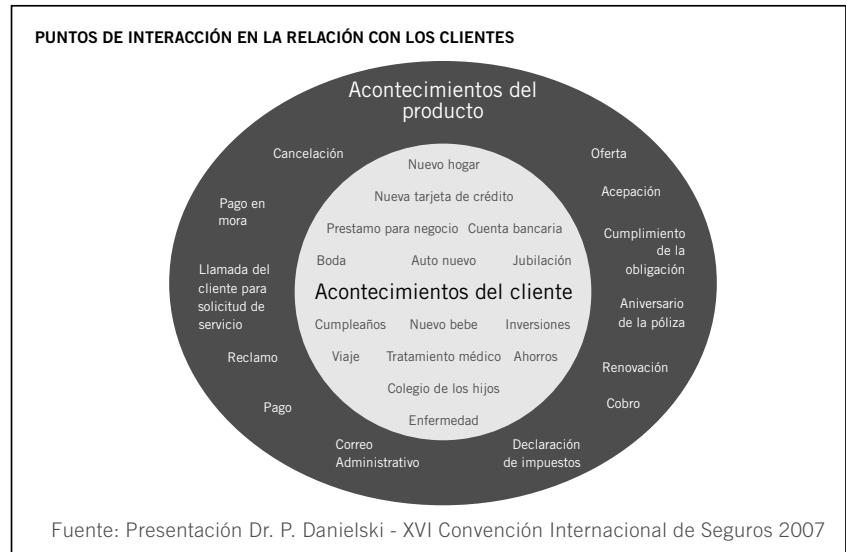 PUNTOS DE INTERACCIÓN EN LA RELACIÓN CON LOS CLIENTES
Acontecimientos del
producto
Cancelación
Oferta
Pago en
mora
Acepación
Llamada del
cliente para
solicitud de
servicio
Cumplimiento
de la
obligación
Aniversario
de la póliza
Reclamo
Renovación
Pago
Cobro
Correo
Administrativo
Declaración
de impuestos
Nuevo hogar
Nueva tarjeta de crédito
Prestamo para negocio
Cuenta bancaria
Boda
Auto nuevo
Jubilación
Acontecimientos del cliente
Cumpleaños
Nuevo bebe
Inversiones
Viaje
Tratamiento médico
Ahorros
Colegio de los hijos
Enfermedad
Fuente: Presentación Dr. P. Danielski - XVI Convención Internacional de Seguros 2007